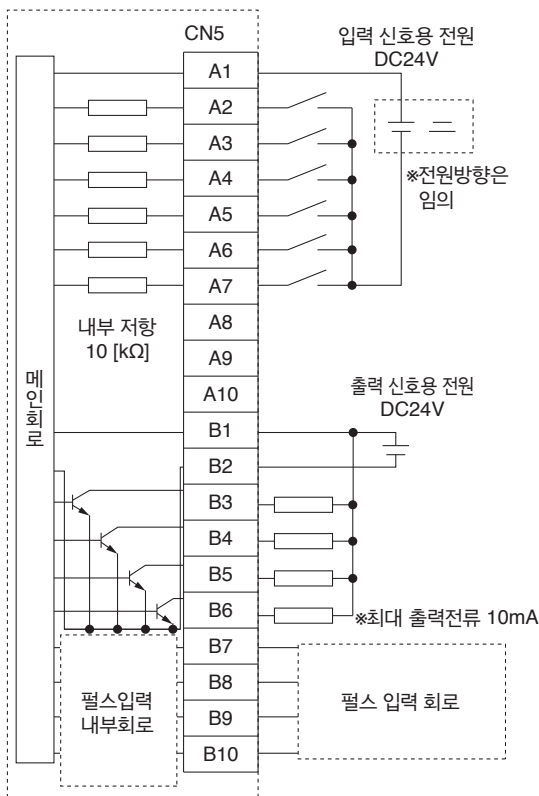 CN5
입력 신호용 전원
DC24V
A1
A2
A3
A4
A5
A6
A7
A8
A9
A10
B1
B2
B3
B4
B5
B6
B7
B8
B9
B10
※전원방향은
임의
내부 저항
10 [kΩ]
메인회로
출력 신호용 전원
DC24V
※최대 출력전류 10mA
펄스입력
내부회로
펄스 입력 회로